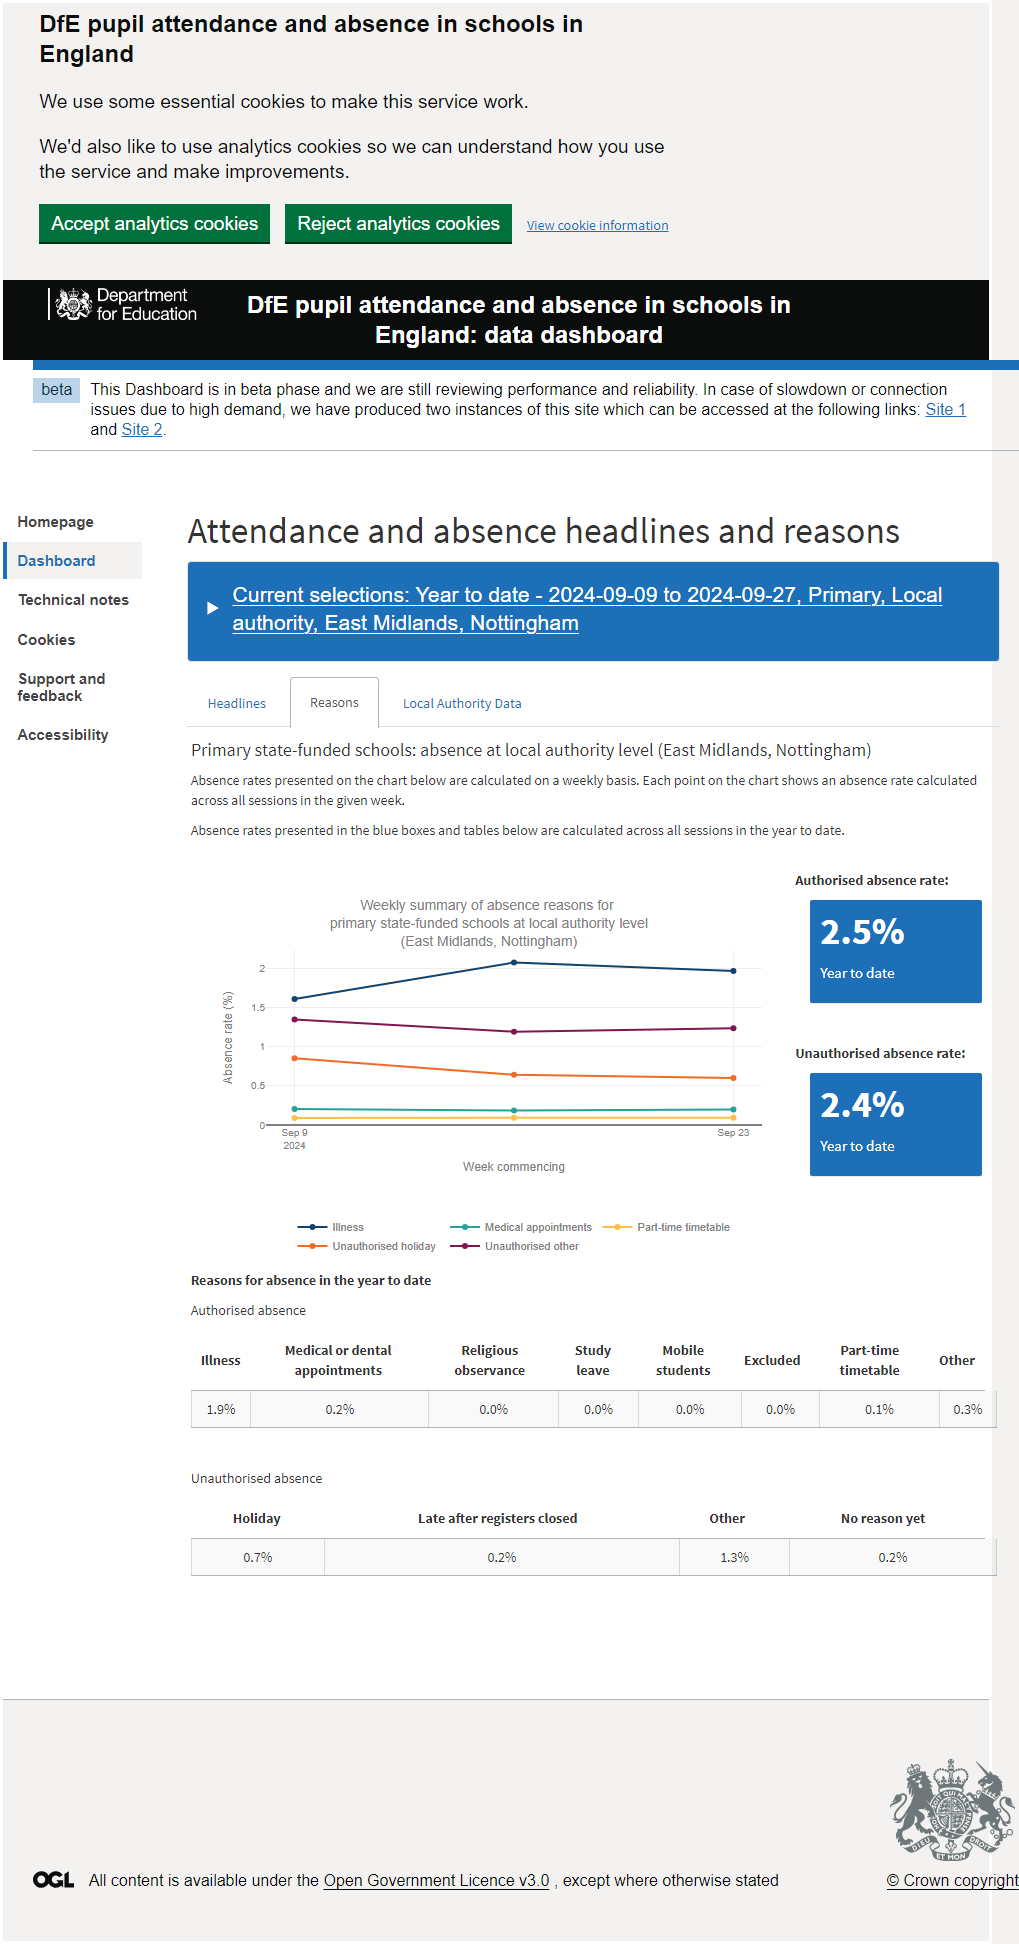 DfE pupil attendance and absence in schools in
England
We use some essential cookies to make this service work.
We'd also like to use analytics cookies so we can understand how you use
the service and make improvements.
Accept analytics cookies
Reject analytics cookies
View cookie information
Department
for Education
DfE pupil attendance and absence in schools in
England: data dashboard
beta
This Dashboard is in beta phase and we are still reviewing performance and reliability. In case of slowdown or connection
issues due to high demand, we have produced two instances of this site which can be accessed at the following links: Site 1
and Site 2.
Homepage
Dashboard
Technical notes
Cookies
Support and
feedback
Accessibility
Attendance and absence headlines and reasons
Current selections: Year to date - 2024-09-09 to 2024-09-27, Primary, Local
authority, East Midlands, Nottingham
Headlines
Reasons
Local Authority Data
Primary state-funded schools: absence at local authority level (East Midlands, Nottingham)
Absence rates presented on the chart below are calculated on a weekly basis. Each point on the chart shows an absence rate calculated
across all sessions in the given week.
Absence rates presented in the blue boxes and tables below are calculated across all sessions in the year to date.
Weekly summary of absence reasons for
primary state-funded schools at local authority level
(East Midlands, Nottingham)
Absence rate (%)
2
1.5
1
0.5
0
Sep 9
2024
Sep 23
Week commencing
Illness
Medical appointments
Part-time timetable
Unauthorised holiday
Unauthorised other
Authorised absence rate:
2.5%
Year to date
Unauthorised absence rate:
2.4%
Year to date
Reasons for absence in the year to date
Authorised absence
Illness Medical or dental appointments Religious observance Study leave Mobile students Excluded Part-time timetable Other
1.9% 0.2% 0.0% 0.0% 0.0% 0.0% 0.1% 0.3%
Unauthorised absence
Holiday Late after registers closed Other No reason yet
0.7% 0.2% 1.3% 0.2%
DIEU ET MON DROIT
OGL All content is available under the Open Government Licence v3.0 , except where otherwise stated
© Crown copyright